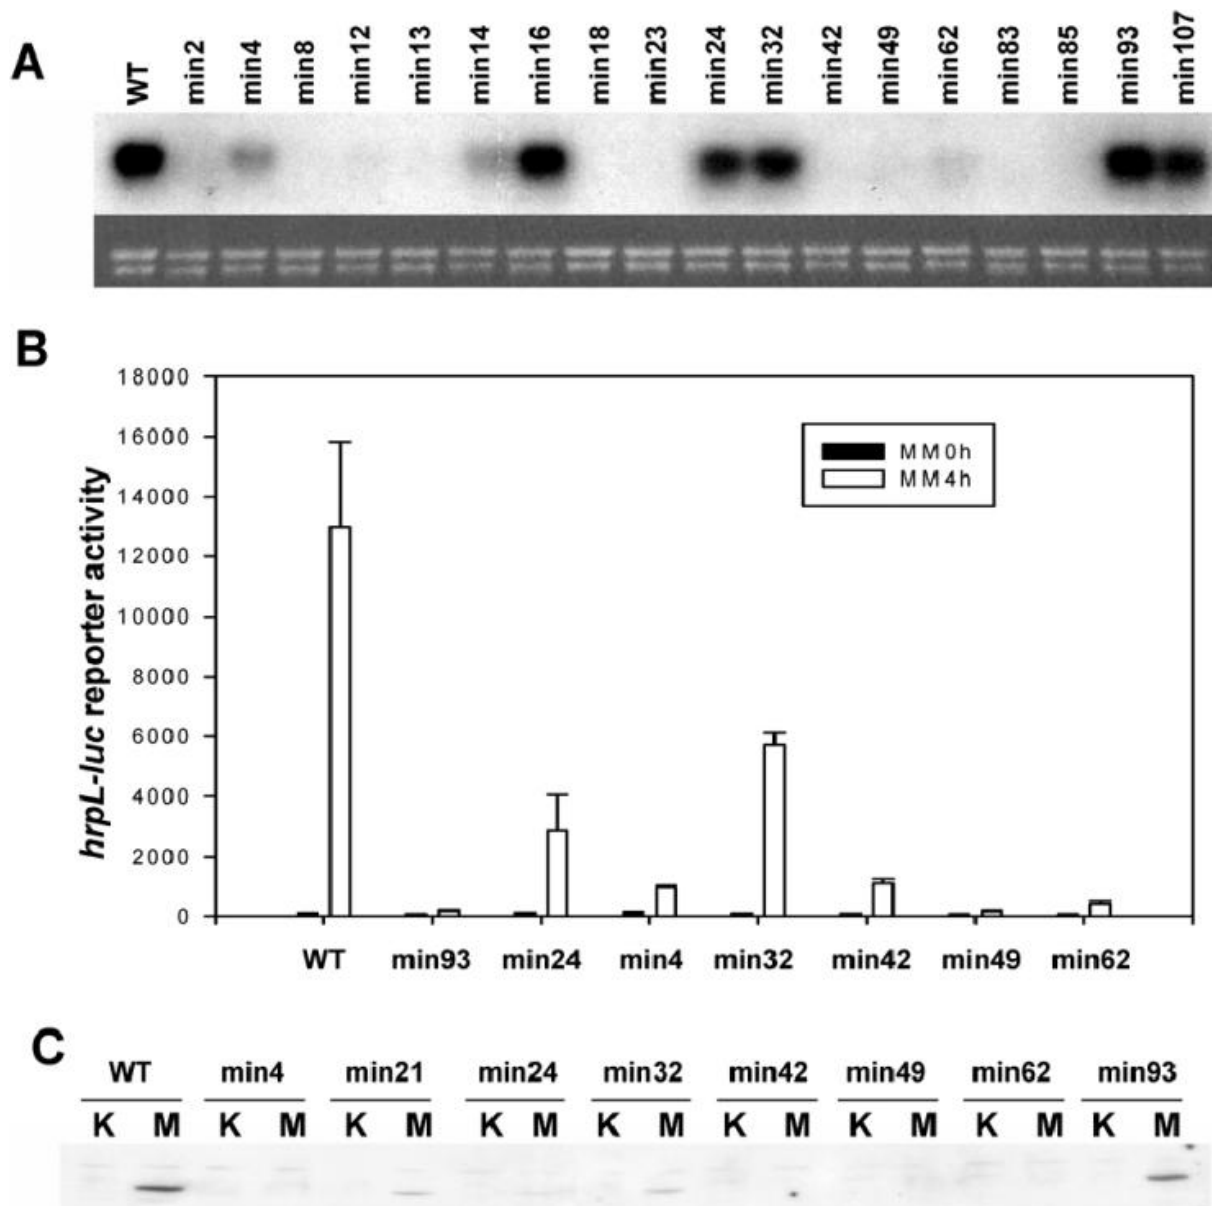 A
WT min2 min4 min8 min12 min13 min14 min16 min18 min23 min24 min32 min42 min49 min62 min83 min85 min93 min107
B
hrpL-luc reporter activity
18000
16000
14000
12000
10000
8000
6000
4000
2000
0
MM0h
MM4h
WT min93 min24 min4 min32 min42 min49 min62
C
WT min4 min21 min24 min32 min42 min49 min62 min93
K M K M K M K M K M K M K M K M K M